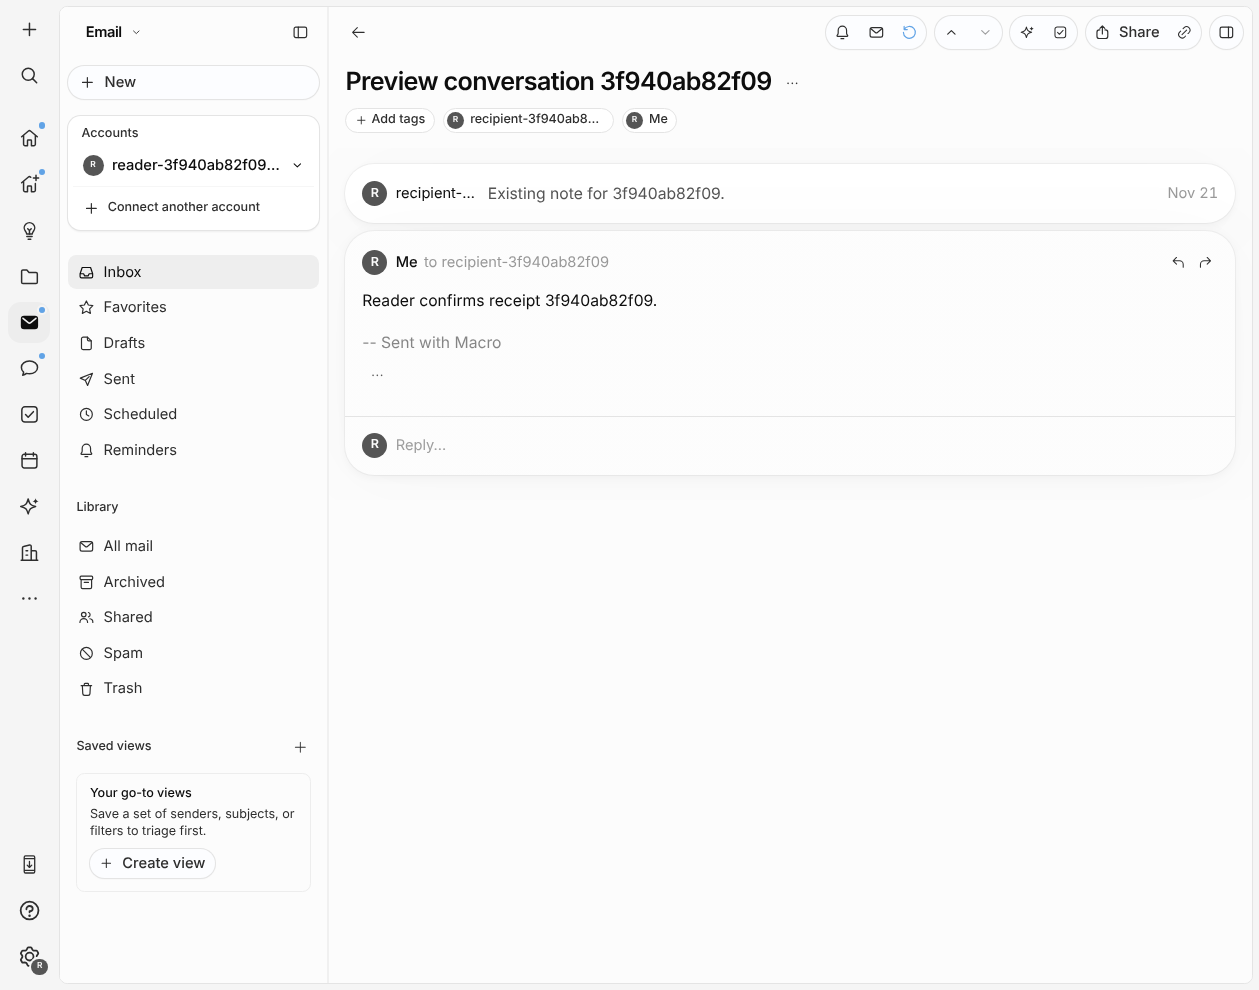 Email
New
Accounts
R reader-3f940ab82f09...
Connect another account
Inbox
Favorites
Drafts
Sent
Scheduled
Reminders
Library
All mail
Archived
Shared
Spam
Trash
Saved views
Your go-to views
Save a set of senders, subjects, or
filters to triage first.
Create view
R
Share
Preview conversation 3f940ab82f09 ...
Add tags R recipient-3f940ab8... R Me
R recipient-... Existing note for 3f940ab82f09. Nov 21
R Me to recipient-3f940ab82f09
Reader confirms receipt 3f940ab82f09.
-- Sent with Macro
...
R Reply...